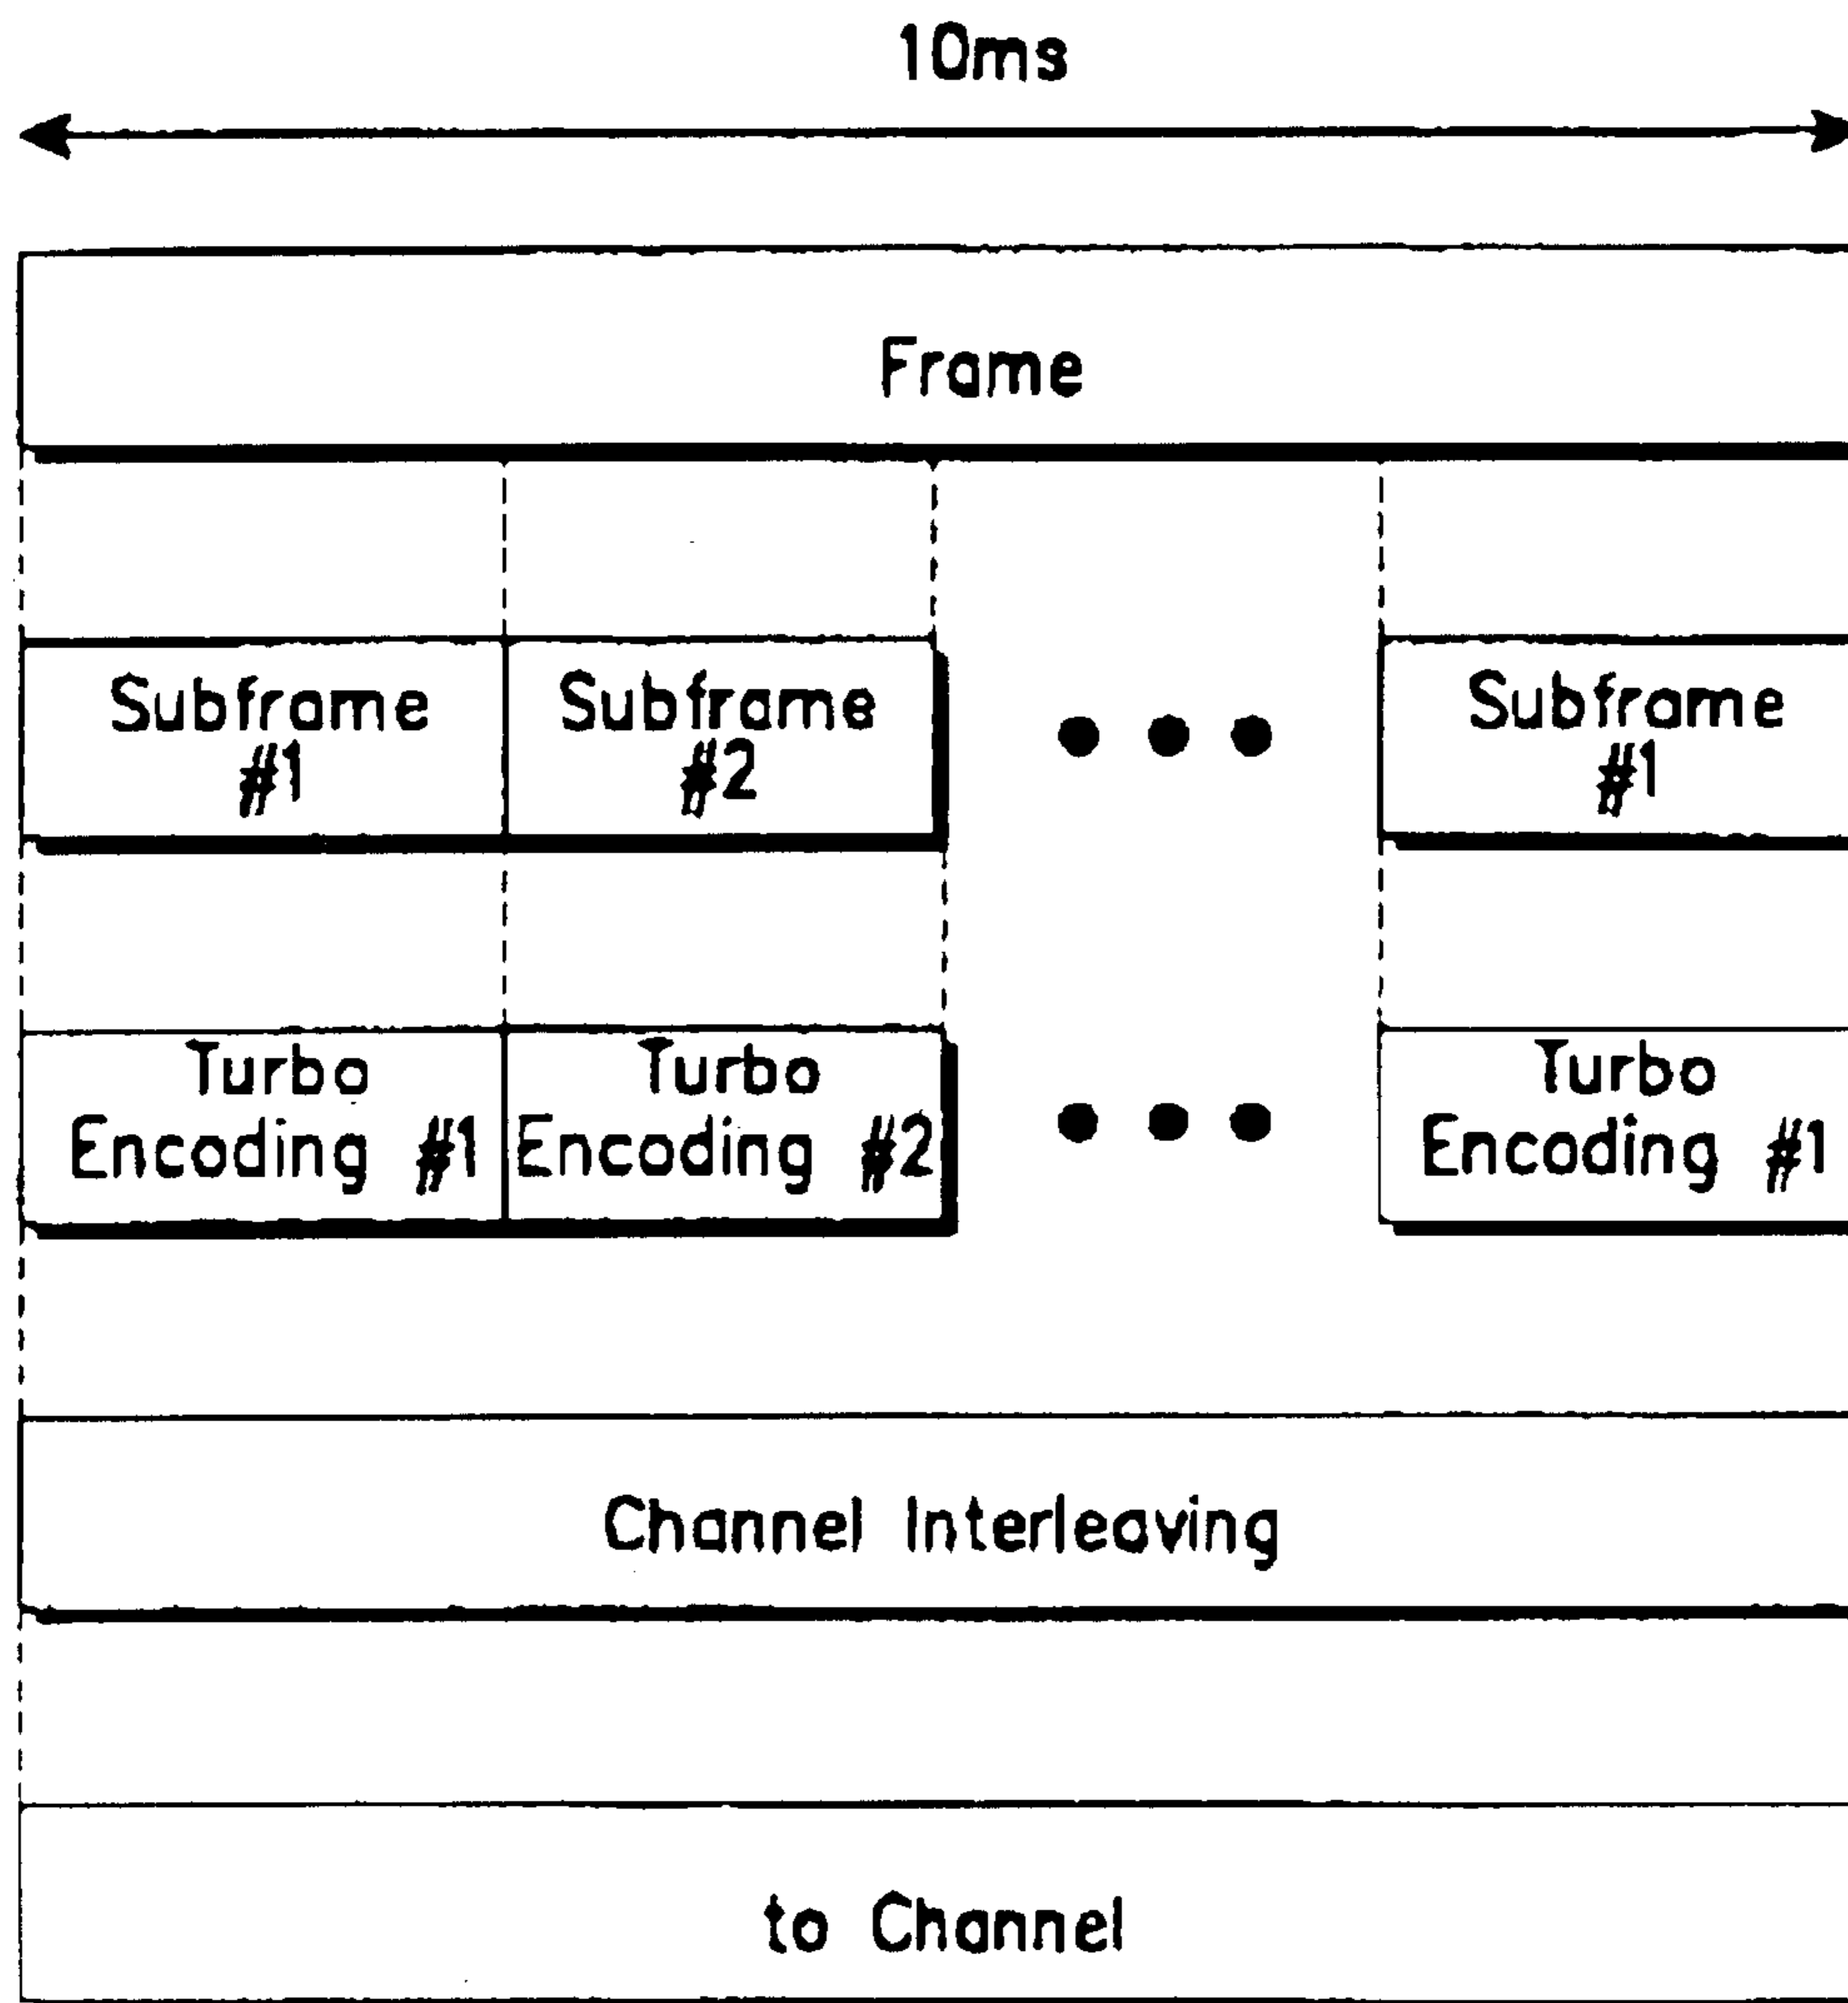 10ms
Frame
Subframe
#1
Subframe
#2
Subframe
#1
Turbo
Encoding #1
Turbo
Encoding #2
Turbo
Encoding #1
Channel Interleaving
to Channel